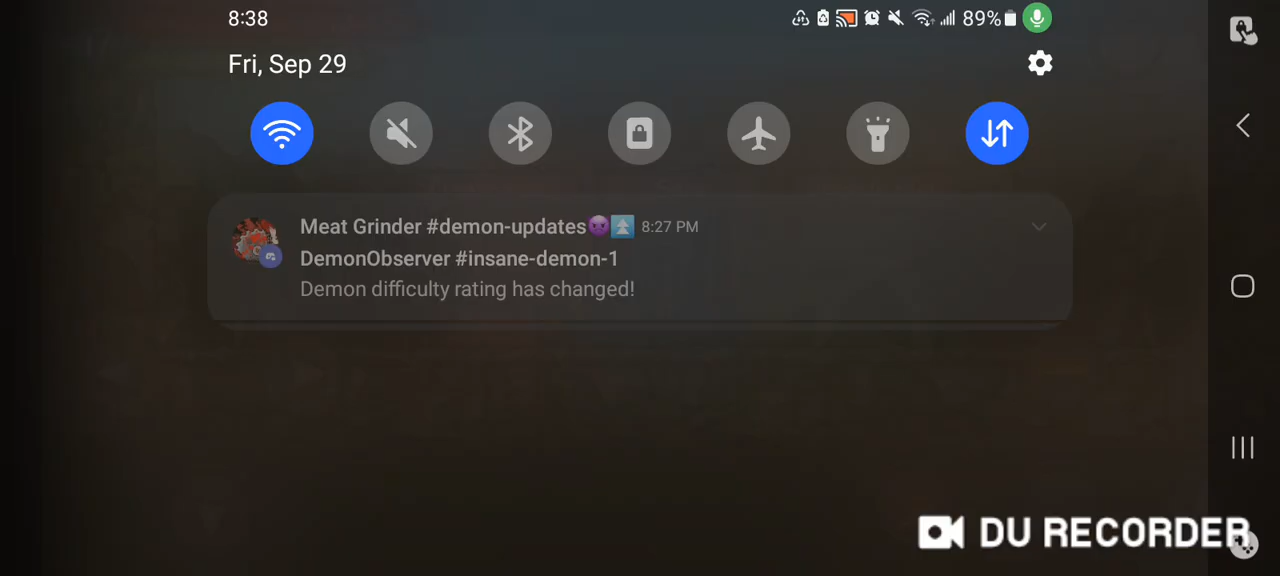 8:38
89%
Fri, Sep 29
Meat Grinder #demon-updates😈⏫ 8:27 PM
DemonObserver #insane-demon-1
Demon difficulty rating has changed!
DU RECORDER